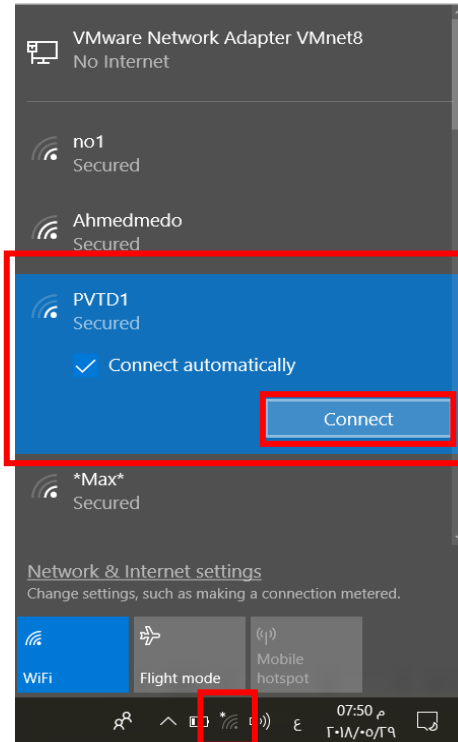 VMware Network Adapter VMnet8
No Internet
no1
Secured
Ahmedmedo
Secured
PVTD1
Secured
Connect automatically
Connect
*Max*
Secured
Network & Internet settings
Change settings, such as making a connection metered.
WiFi
Flight mode
Mobile
hotspot
ع
07:50 م
٢٠١٨/٠٥/٢٩